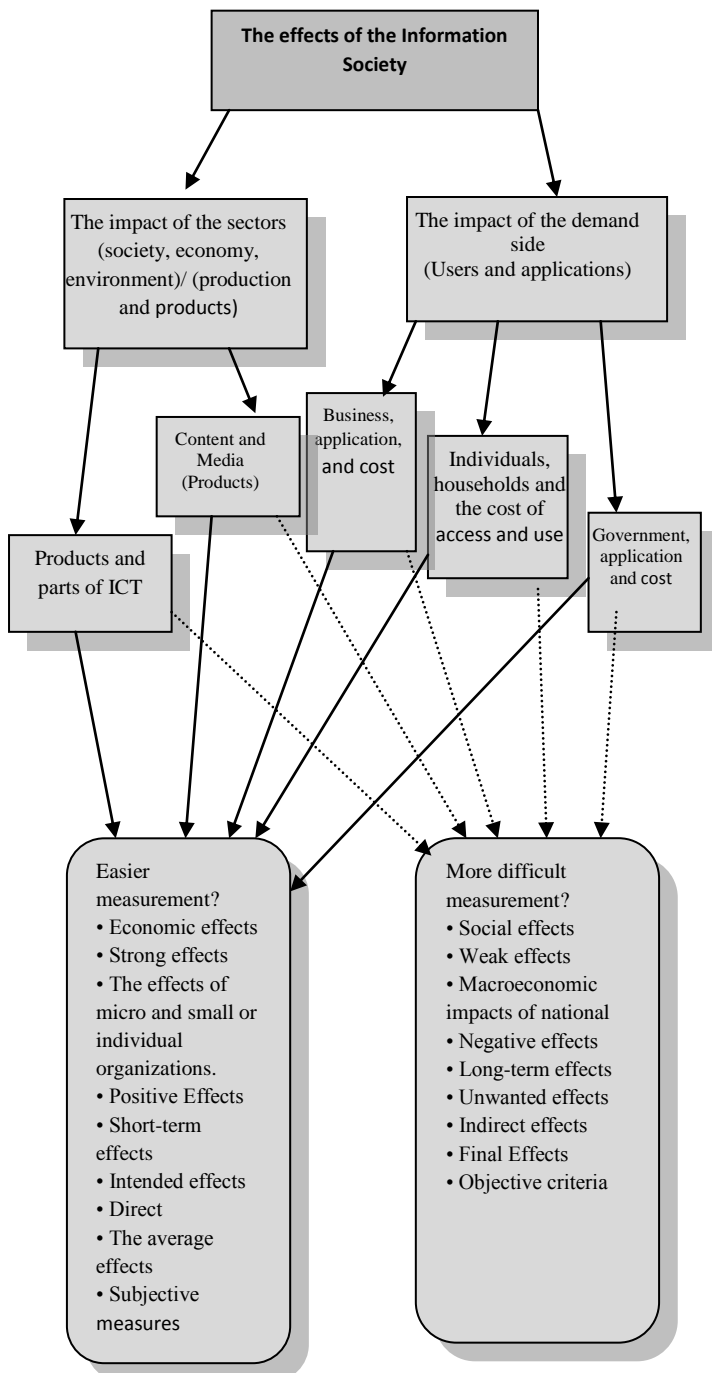 The effects of the Information
Society
The impact of the sectors
(society, economy,
environment)/ (production
and products)
The impact of the demand
side
(Users and applications)
Content and
Media
(Products)
Business,
application,
and cost
Individuals,
households and
the cost of
access and use
Products and
parts of ICT
Government,
application
and cost
Easier
measurement?
• Economic effects
• Strong effects
• The effects of
micro and small or
individual
organizations.
• Positive Effects
• Short-term
effects
• Intended effects
• Direct
• The average
effects
• Subjective
measures
More difficult
measurement?
• Social effects
• Weak effects
• Macroeconomic
impacts of national
• Negative effects
• Long-term effects
• Unwanted effects
• Indirect effects
• Final Effects
• Objective criteria